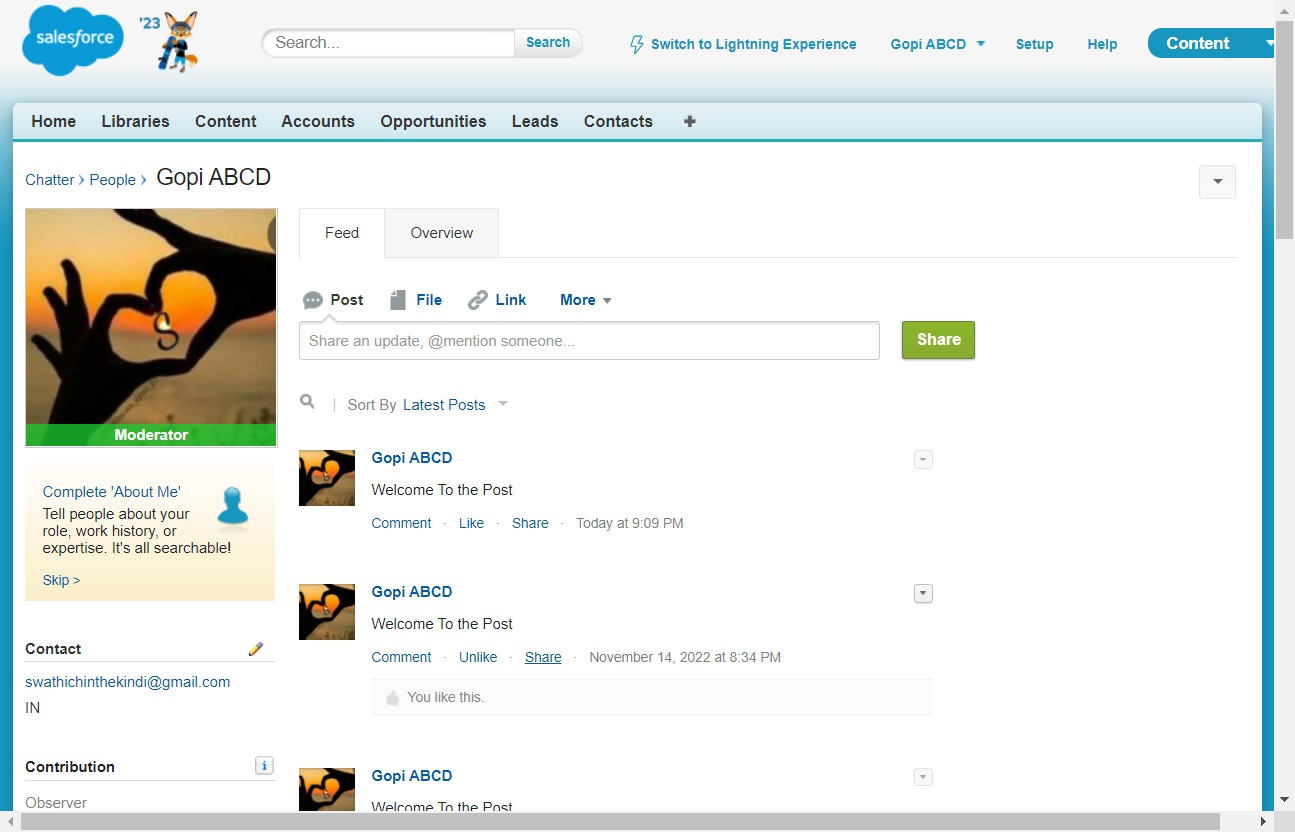 salesforce
'23
Search...
Search
Switch to Lightning Experience
Gopi ABCD
Setup
Help
Content
Home
Libraries
Content
Accounts
Opportunities
Leads
Contacts
Chatter › People › Gopi ABCD
Moderator
Complete 'About Me'
Tell people about your
role, work history, or
expertise. It's all searchable!
Skip >
Contact
swathichinthekindi@gmail.com
IN
Contribution
Observer
Feed
Overview
Post
File
Link
More
Share an update, @mention someone...
Share
| Sort By Latest Posts
Gopi ABCD
Welcome To the Post
Comment · Like · Share · Today at 9:09 PM
Gopi ABCD
Welcome To the Post
Comment · Unlike · Share · November 14, 2022 at 8:34 PM
You like this.
Gopi ABCD
Welcome To the Post